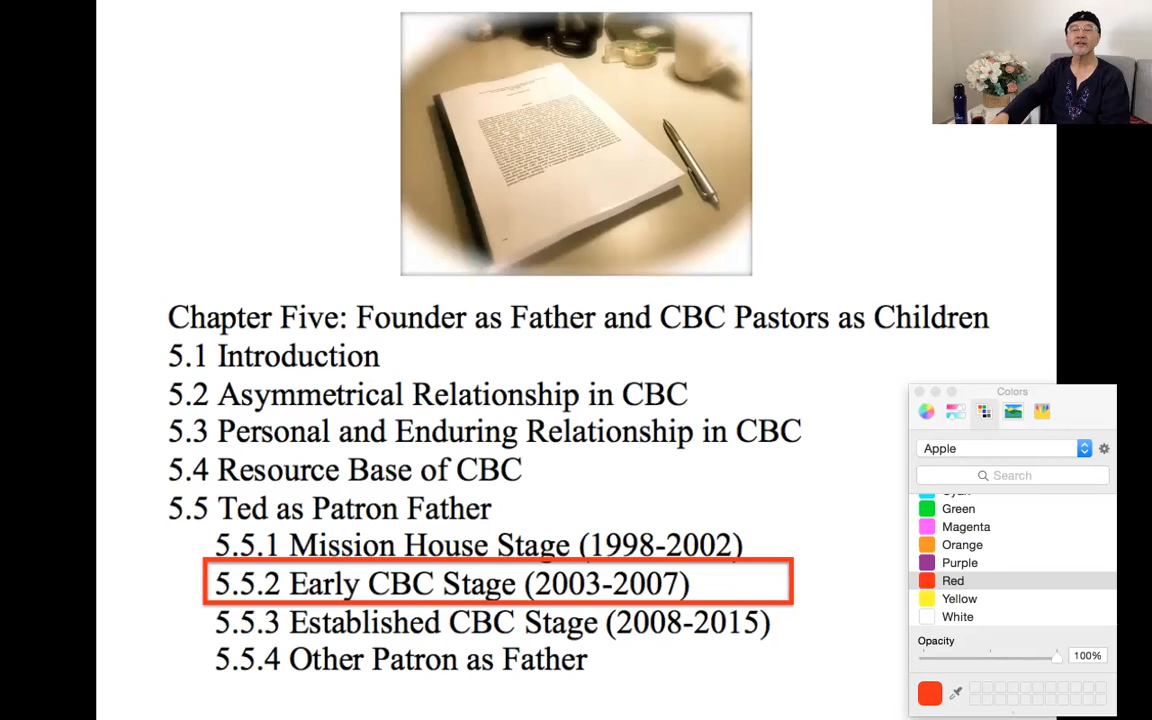 Chapter Five: Founder as Father and CBC Pastors as Children
5.1 Introduction
5.2 Asymmetrical Relationship in CBC
5.3 Personal and Enduring Relationship in CBC
5.4 Resource Base of CBC
5.5 Ted as Patron Father
5.5.1 Mission House Stage (1998-2002)
5.5.2 Early CBC Stage (2003-2007)
5.5.3 Established CBC Stage (2008-2015)
5.5.4 Other Patron as Father
Colors
Apple
Search
Green
Magenta
Orange
Purple
Red
Yellow
White
Opacity
100%